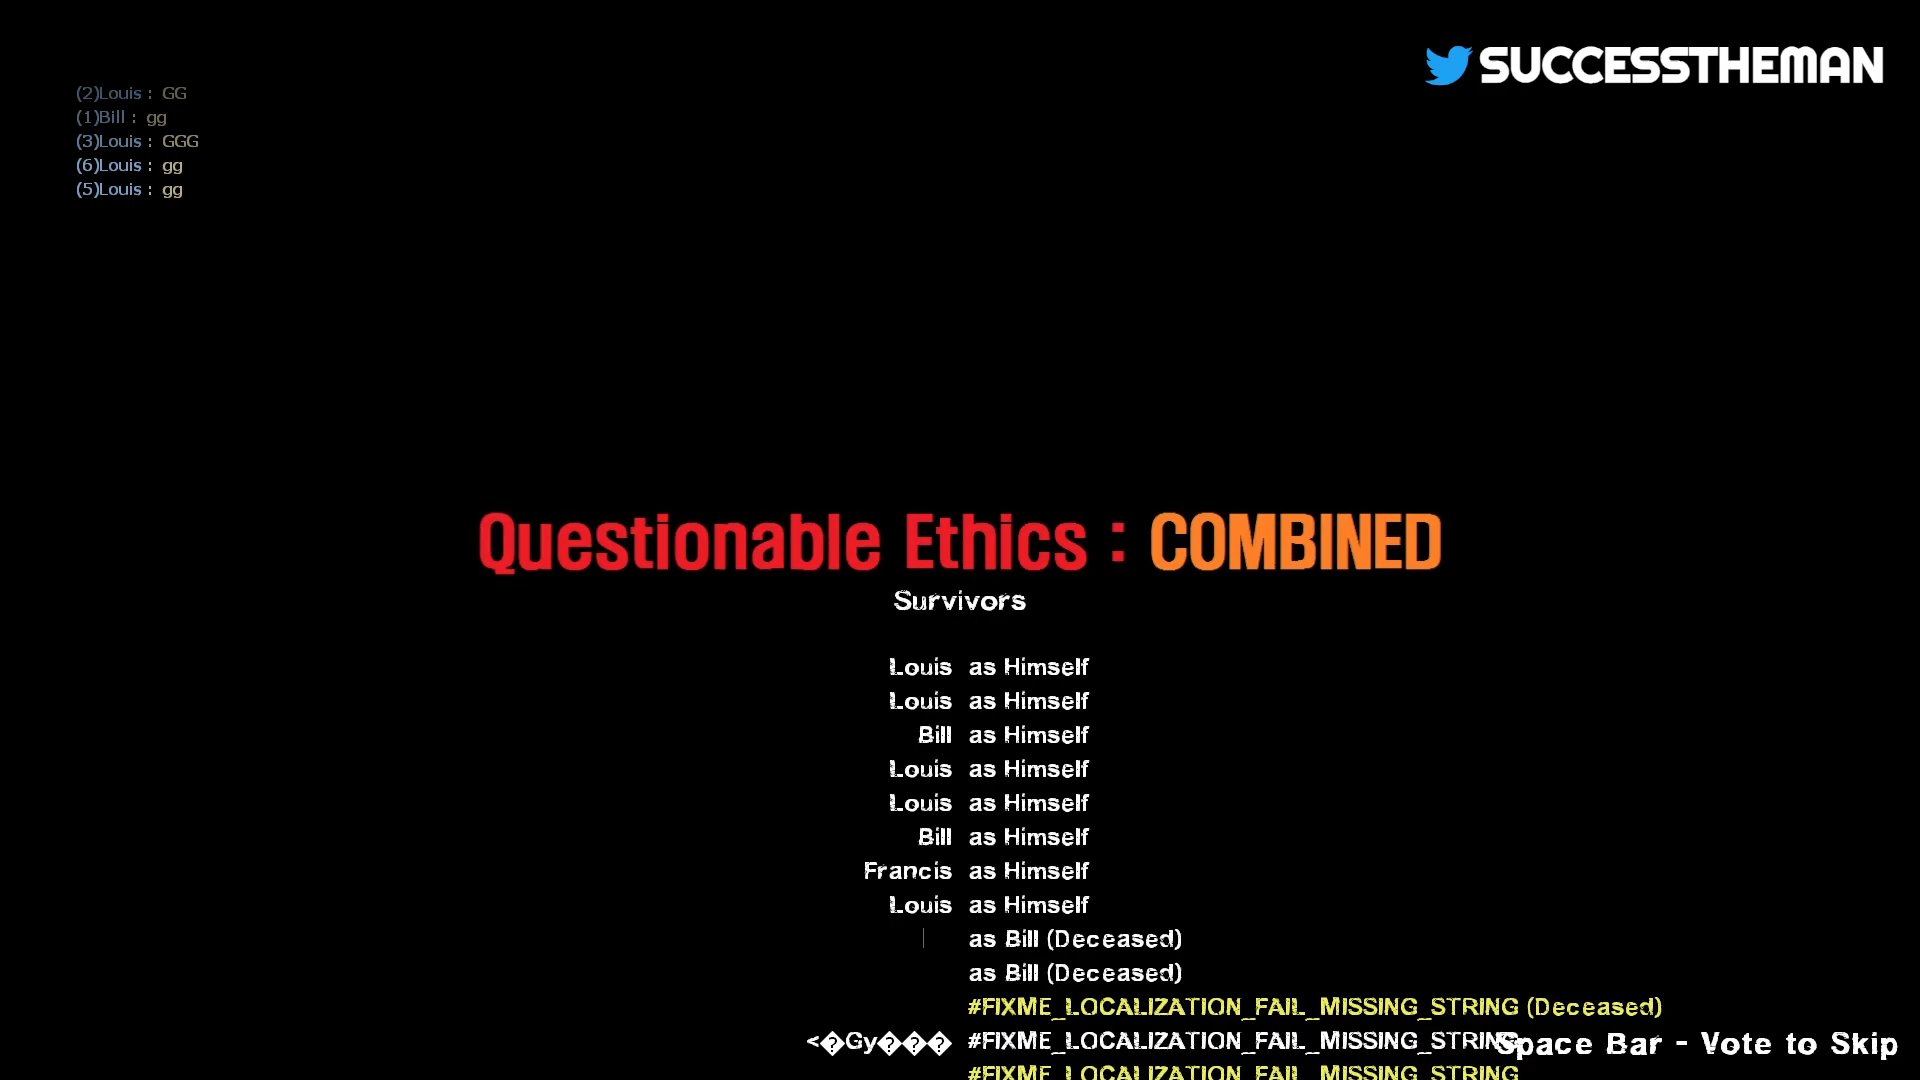 SUCCESSTHEMAN
(2)Louis : GG
(1)Bill : gg
(3)Louis : GGG
(6)Louis : gg
(5)Louis : gg
Questionable Ethics : COMBINED
Survivors
Louis as Himself
Louis as Himself
Bill as Himself
Louis as Himself
Louis as Himself
Bill as Himself
Francis as Himself
Louis as Himself
as Bill (Deceased)
as Bill (Deceased)
#FIXME_LOCALIZATION_FAIL_MISSING_STRING (Deceased)
<�Gy��� #FIXME_LOCALIZATION_FAIL_MISSING_STRING
Space Bar - Vote to Skip
#FIXME_LOCALIZATION_FAIL_MISSING_STRING